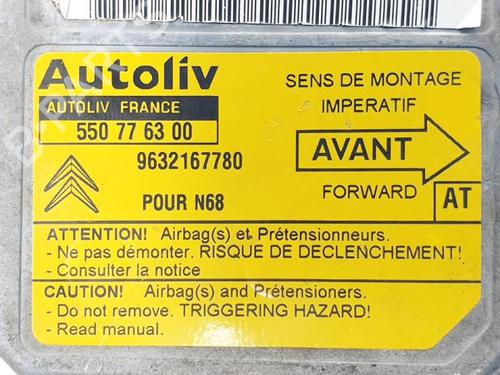 Autoliv
AUTOLIV FRANCE
550 77 63 00
9632167780
POUR N68
SENS DE MONTAGE
IMPERATIF
AVANT
FORWARD
AT
ATTENTION! Airbag(s) et Prétensionneurs.
- Ne pas démonter. RISQUE DE DECLENCHEMENT!
- Consulter la notice
CAUTION! Airbag(s) and Prétensioners.
- Do not remove. TRIGGERING HAZARD!
- Read manual.